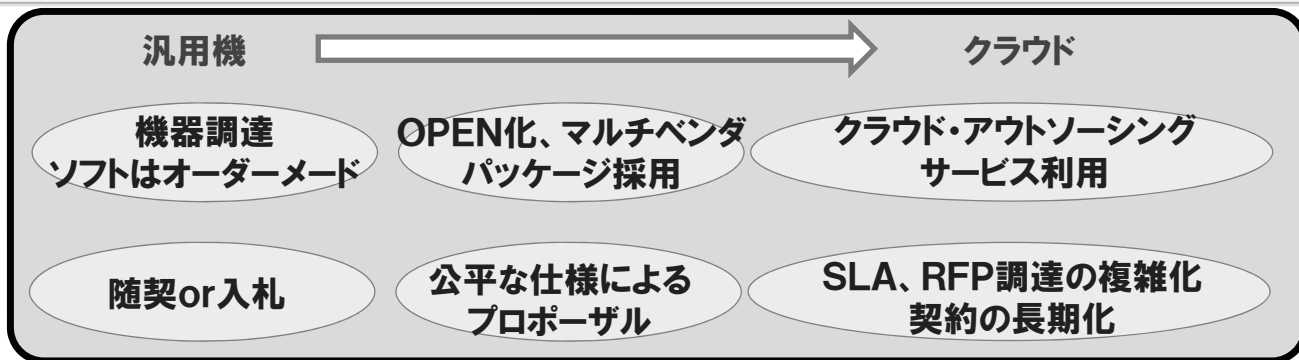 汎用機
クラウド
機器調達
ソフトはオーダーメード
OPEN化、マルチベンダ
パッケージ採用
クラウド・アウトソーシング
サービス利用
随契or入札
公平な仕様による
プロポーザル
SLA、RFP調達の複雑化
契約の長期化